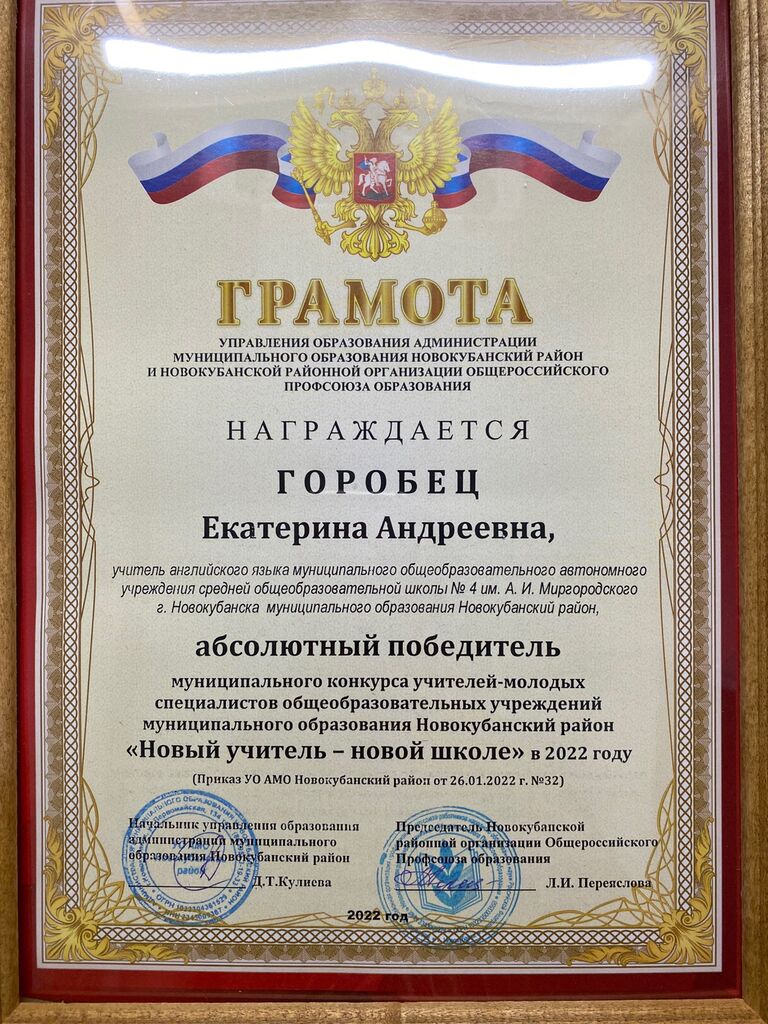 ГРАМОТА
УПРАВЛЕНИЯ ОБРАЗОВАНИЯ АДМИНИСТРАЦИИ
МУНИЦИПАЛЬНОГО ОБРАЗОВАНИЯ НОВОКУБАНСКИЙ РАЙОН
И НОВОКУБАНСКОЙ РАЙОННОЙ ОРГАНИЗАЦИИ ОБЩЕРОССИЙСКОГО
ПРОФСОЮЗА ОБРАЗОВАНИЯ
НАГРАЖДАЕТСЯ
ГОРОБЕЦ
Екатерина Андреевна,
учитель английского языка муниципального общеобразовательного автономного
учреждения средней общеобразовательной школы № 4 им. А. И. Миргородского
г. Новокубанска муниципального образования Новокубанский район,
абсолютный победитель
муниципального конкурса учителей-молодых
специалистов общеобразовательных учреждений
муниципального образования Новокубанский район
«Новый учитель – новой школе» в 2022 году
(Приказ УО АМО Новокубанский район от 26.01.2022 г. №32)
Начальник управления образования
администрации муниципального
образования Новокубанский район
Д.Т.Кулиева
Председатель Новокубанской
районной организации Общероссийского
Профсоюза образования
Л.И. Переяслова
2022 год